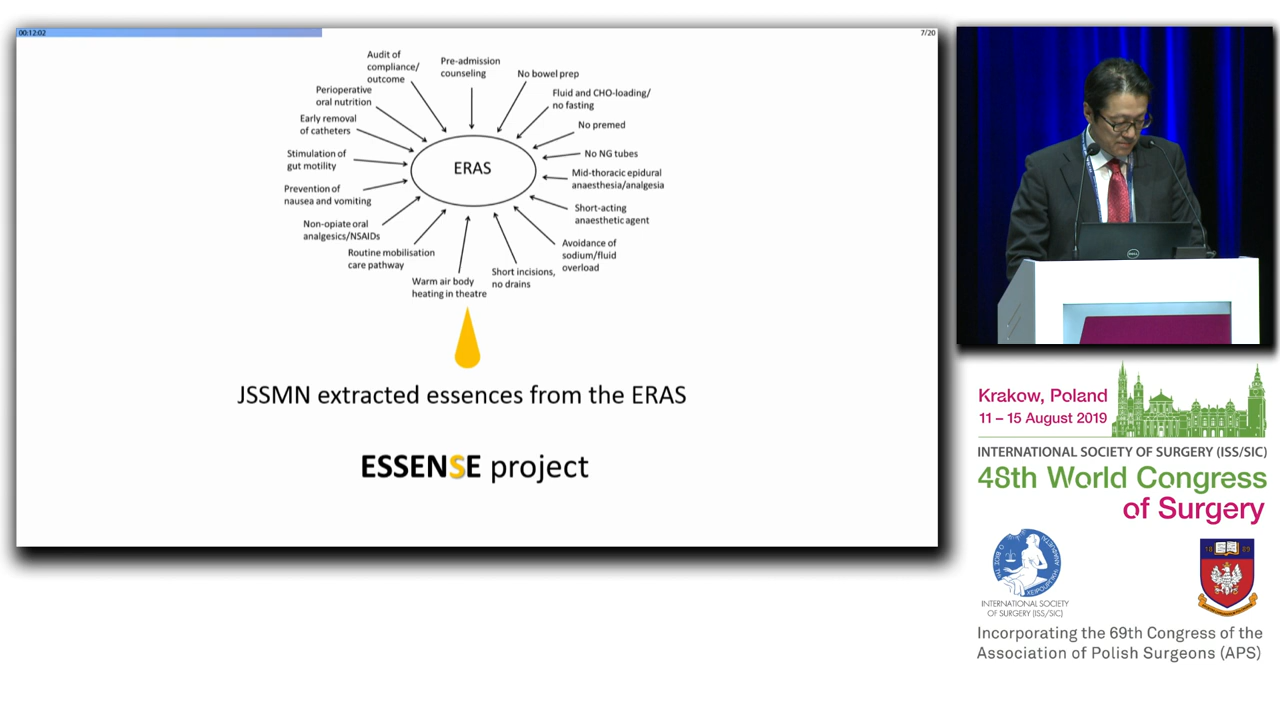 00:12:02
7/20
Audit of
compliance/
outcome
Pre-admission
counseling
No bowel prep
Fluid and CHO-loading/
no fasting
No premed
No NG tubes
Mid-thoracic epidural
anaesthesia/analgesia
Short-acting
anaesthetic agent
Avoidance of
sodium/fluid
overload
Short incisions,
no drains
Warm air body
heating in theatre
Routine mobilisation
care pathway
Non-opiate oral
analgesics/NSAIDs
Prevention of
nausea and vomiting
Stimulation of
gut motility
Early removal
of catheters
Perioperative
oral nutrition
ERAS
JSSMN extracted essences from the ERAS
ESSENSE project
DELL
Krakow, Poland
11 – 15 August 2019
INTERNATIONAL SOCIETY OF SURGERY (ISS/SIC)
48th World Congress
of Surgery
INTERNATIONAL SOCIETY
OF SURGERY (ISS/SIC)
Incorporating the 69th Congress of the
Association of Polish Surgeons (APS)